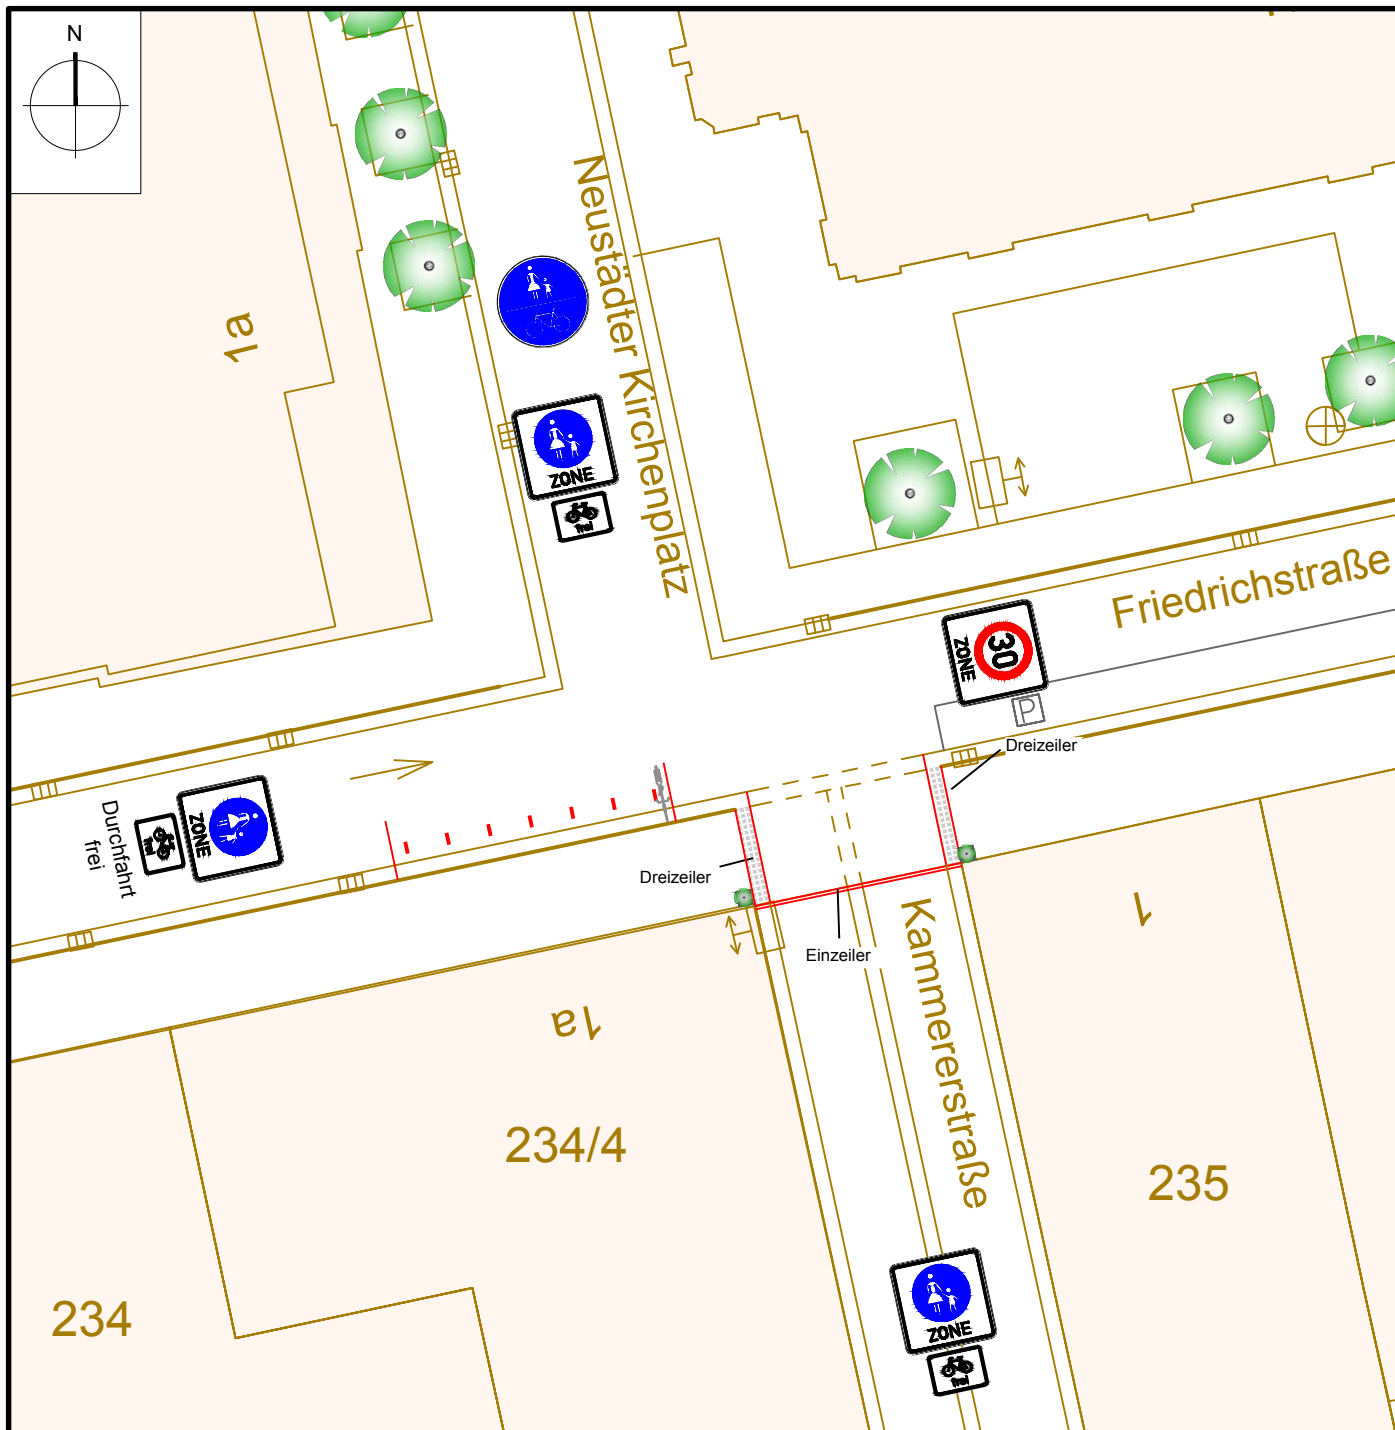 N
1a
Neustädter Kirchenplatz
ZONE
frei
Friedrichstraße
30
ZONE
P
Dreizeiler
Durchfahrt
frei
frei
ZONE
Dreizeiler
Einzeiler
1
Kammererstraße
1a
234/4
235
234
ZONE
frei